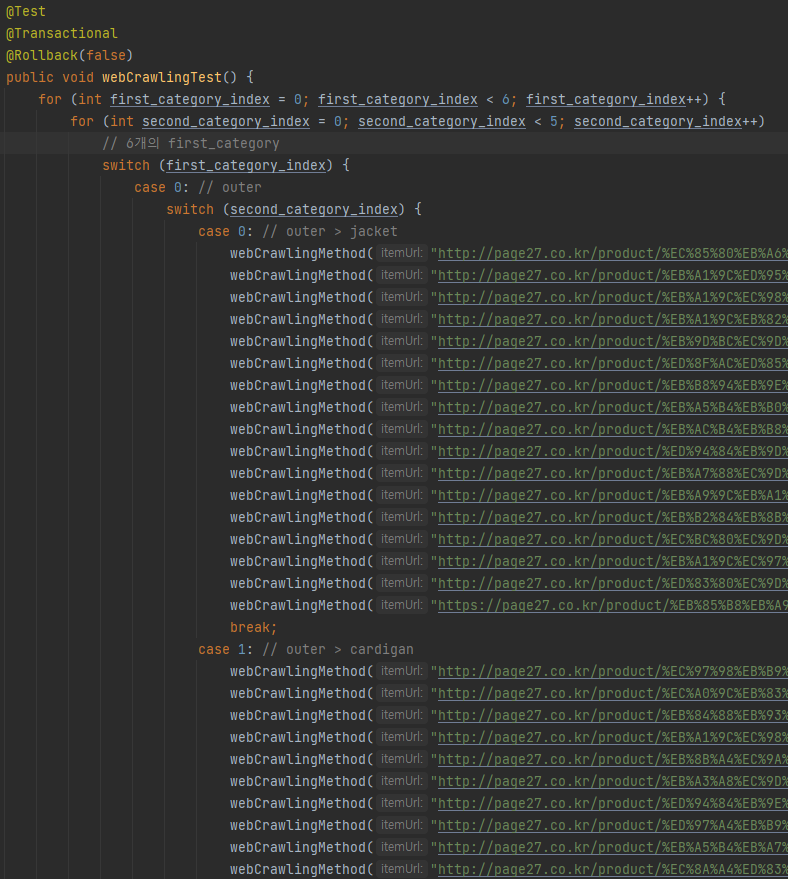 @Test
@Transactional
@Rollback(false)
public void webCrawlingTest() {
for (int first_category_index = 0; first_category_index < 6; first_category_index++) {
for (int second_category_index = 0; second_category_index < 5; second_category_index++)
// 6개의 first_category
switch (first_category_index) {
case 0: // outer
switch (second_category_index) {
case 0: // outer > jacket
webCrawlingMethod( itemUrl: "http://page27.co.kr/product/%EC%85%80%EB%A6%
webCrawlingMethod( itemUrl: "http://page27.co.kr/product/%EB%A1%9C%ED%95%
webCrawlingMethod( itemUrl: "http://page27.co.kr/product/%EB%A1%9C%EC%98%
webCrawlingMethod( itemUrl: "http://page27.co.kr/product/%EB%A1%9C%EB%82%
webCrawlingMethod( itemUrl: "http://page27.co.kr/product/%EB%9D%BC%EC%9D%
webCrawlingMethod( itemUrl: "http://page27.co.kr/product/%ED%8F%AC%ED%85%
webCrawlingMethod( itemUrl: "http://page27.co.kr/product/%EB%B8%94%EB%9E%
webCrawlingMethod( itemUrl: "http://page27.co.kr/product/%EB%A5%B4%EB%B0%
webCrawlingMethod( itemUrl: "http://page27.co.kr/product/%EB%AC%B4%EB%B8%
webCrawlingMethod( itemUrl: "http://page27.co.kr/product/%ED%94%84%EB%9D%
webCrawlingMethod( itemUrl: "http://page27.co.kr/product/%EB%A7%88%EC%9D%
webCrawlingMethod( itemUrl: "http://page27.co.kr/product/%EB%A9%9C%EB%A1%
webCrawlingMethod( itemUrl: "http://page27.co.kr/product/%EB%B2%84%EB%8B%
webCrawlingMethod( itemUrl: "http://page27.co.kr/product/%EC%BC%80%EC%9D%
webCrawlingMethod( itemUrl: "http://page27.co.kr/product/%EB%A1%9C%EC%97%
webCrawlingMethod( itemUrl: "http://page27.co.kr/product/%ED%83%80%EC%9D%
webCrawlingMethod( itemUrl: "https://page27.co.kr/product/%EB%85%B8%EB%A9
break;
case 1: // outer > cardigan
webCrawlingMethod( itemUrl: "http://page27.co.kr/product/%EC%97%98%EB%B9%
webCrawlingMethod( itemUrl: "http://page27.co.kr/product/%EC%A0%9C%EB%83%
webCrawlingMethod( itemUrl: "http://page27.co.kr/product/%EB%84%88%EB%93%
webCrawlingMethod( itemUrl: "http://page27.co.kr/product/%EB%A1%9C%EC%98%
webCrawlingMethod( itemUrl: "http://page27.co.kr/product/%EB%8B%A4%EC%9A%
webCrawlingMethod( itemUrl: "http://page27.co.kr/product/%EB%A3%A8%EC%9D%
webCrawlingMethod( itemUrl: "http://page27.co.kr/product/%ED%94%84%EB%9E%
webCrawlingMethod( itemUrl: "http://page27.co.kr/product/%ED%97%A4%EB%B9%
webCrawlingMethod( itemUrl: "http://page27.co.kr/product/%EB%A5%B4%EB%A7%
webCrawlingMethod( itemUrl: "http://page27.co.kr/product/%EC%8A%A4%ED%83%